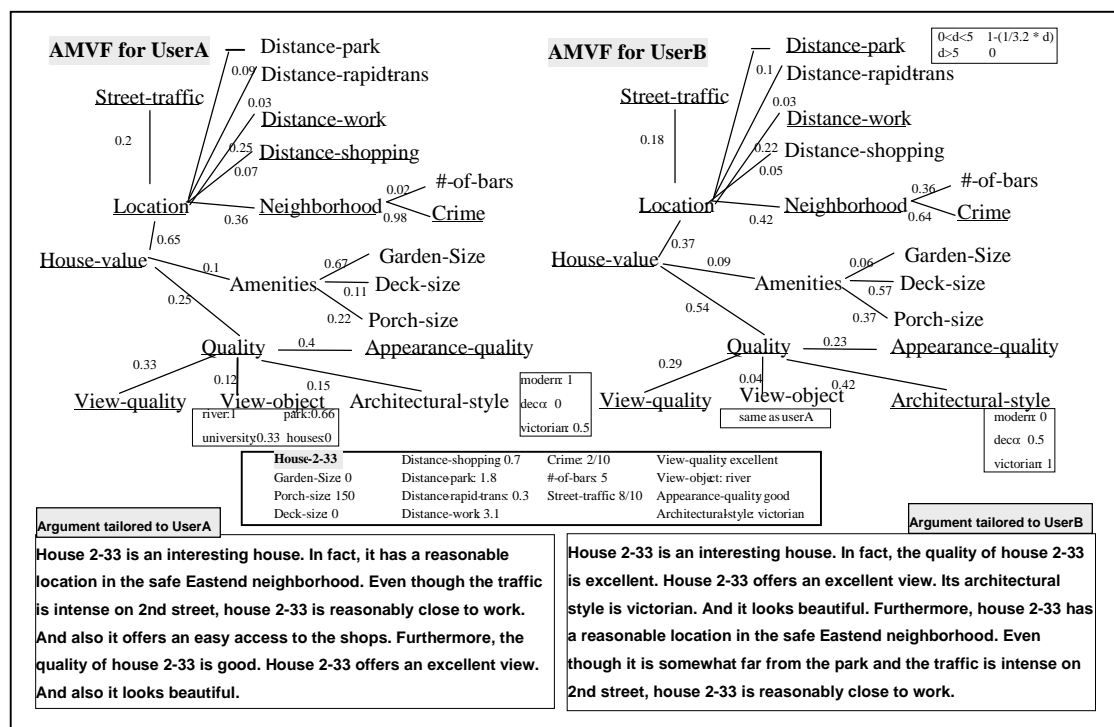 AMVF for UserA
Distance-park
0.09
Distance-rapid-trans
Street-traffic
0.03
Distance-work
0.2
0.25
Distance-shopping
0.07
0.02
#-of-bars
Location
0.36
Neighborhood
0.98
Crime
0.65
House-value
0.1
0.67
Garden-Size
Amenities
0.11
Deck-size
0.25
0.22
Porch-size
Quality
0.4
Appearance-quality
0.33
0.12
0.15
View-quality
View-object
Architectural-style
river:1 park:0.66
university:0.33 houses:0
modern: 1
deco: 0
victorian: 0.5
AMVF for UserB
Distance-park
0<d<5 1-(1/3.2 * d)
d>5 0
0.1
Distance-rapid-trans
Street-traffic
0.03
Distance-work
0.18
0.22
Distance-shopping
0.05
0.36
#-of-bars
Location
0.42
Neighborhood
0.64
Crime
0.37
House-value
0.09
0.06
Garden-Size
Amenities
0.57
Deck-size
0.54
0.37
Porch-size
Quality
0.23
Appearance-quality
0.29
0.04
0.42
View-quality
View-object
Architectural-style
same as userA
modern: 0
deco: 0.5
victorian: 1
House-2-33 Distance-shopping 0.7 Crime: 2/10 View-quality: excellent
Garden-Size: 0 Distance-park: 1.8 #-of-bars: 5 View-object: river
Porch-size: 150 Distance-rapid-trans: 0.3 Street-traffic: 8/10 Appearance-quality: good
Deck-size: 0 Distance-work: 3.1 Architectural-style: victorian
Argument tailored to UserA
House 2-33 is an interesting house. In fact, it has a reasonable
location in the safe Eastend neighborhood. Even though the traffic
is intense on 2nd street, house 2-33 is reasonably close to work.
And also it offers an easy access to the shops. Furthermore, the
quality of house 2-33 is good. House 2-33 offers an excellent view.
And also it looks beautiful.
Argument tailored to UserB
House 2-33 is an interesting house. In fact, the quality of house 2-33
is excellent. House 2-33 offers an excellent view. Its architectural
style is victorian. And it looks beautiful. Furthermore, house 2-33 has
a reasonable location in the safe Eastend neighborhood. Even
though it is somewhat far from the park and the traffic is intense on
2nd street, house 2-33 is reasonably close to work.